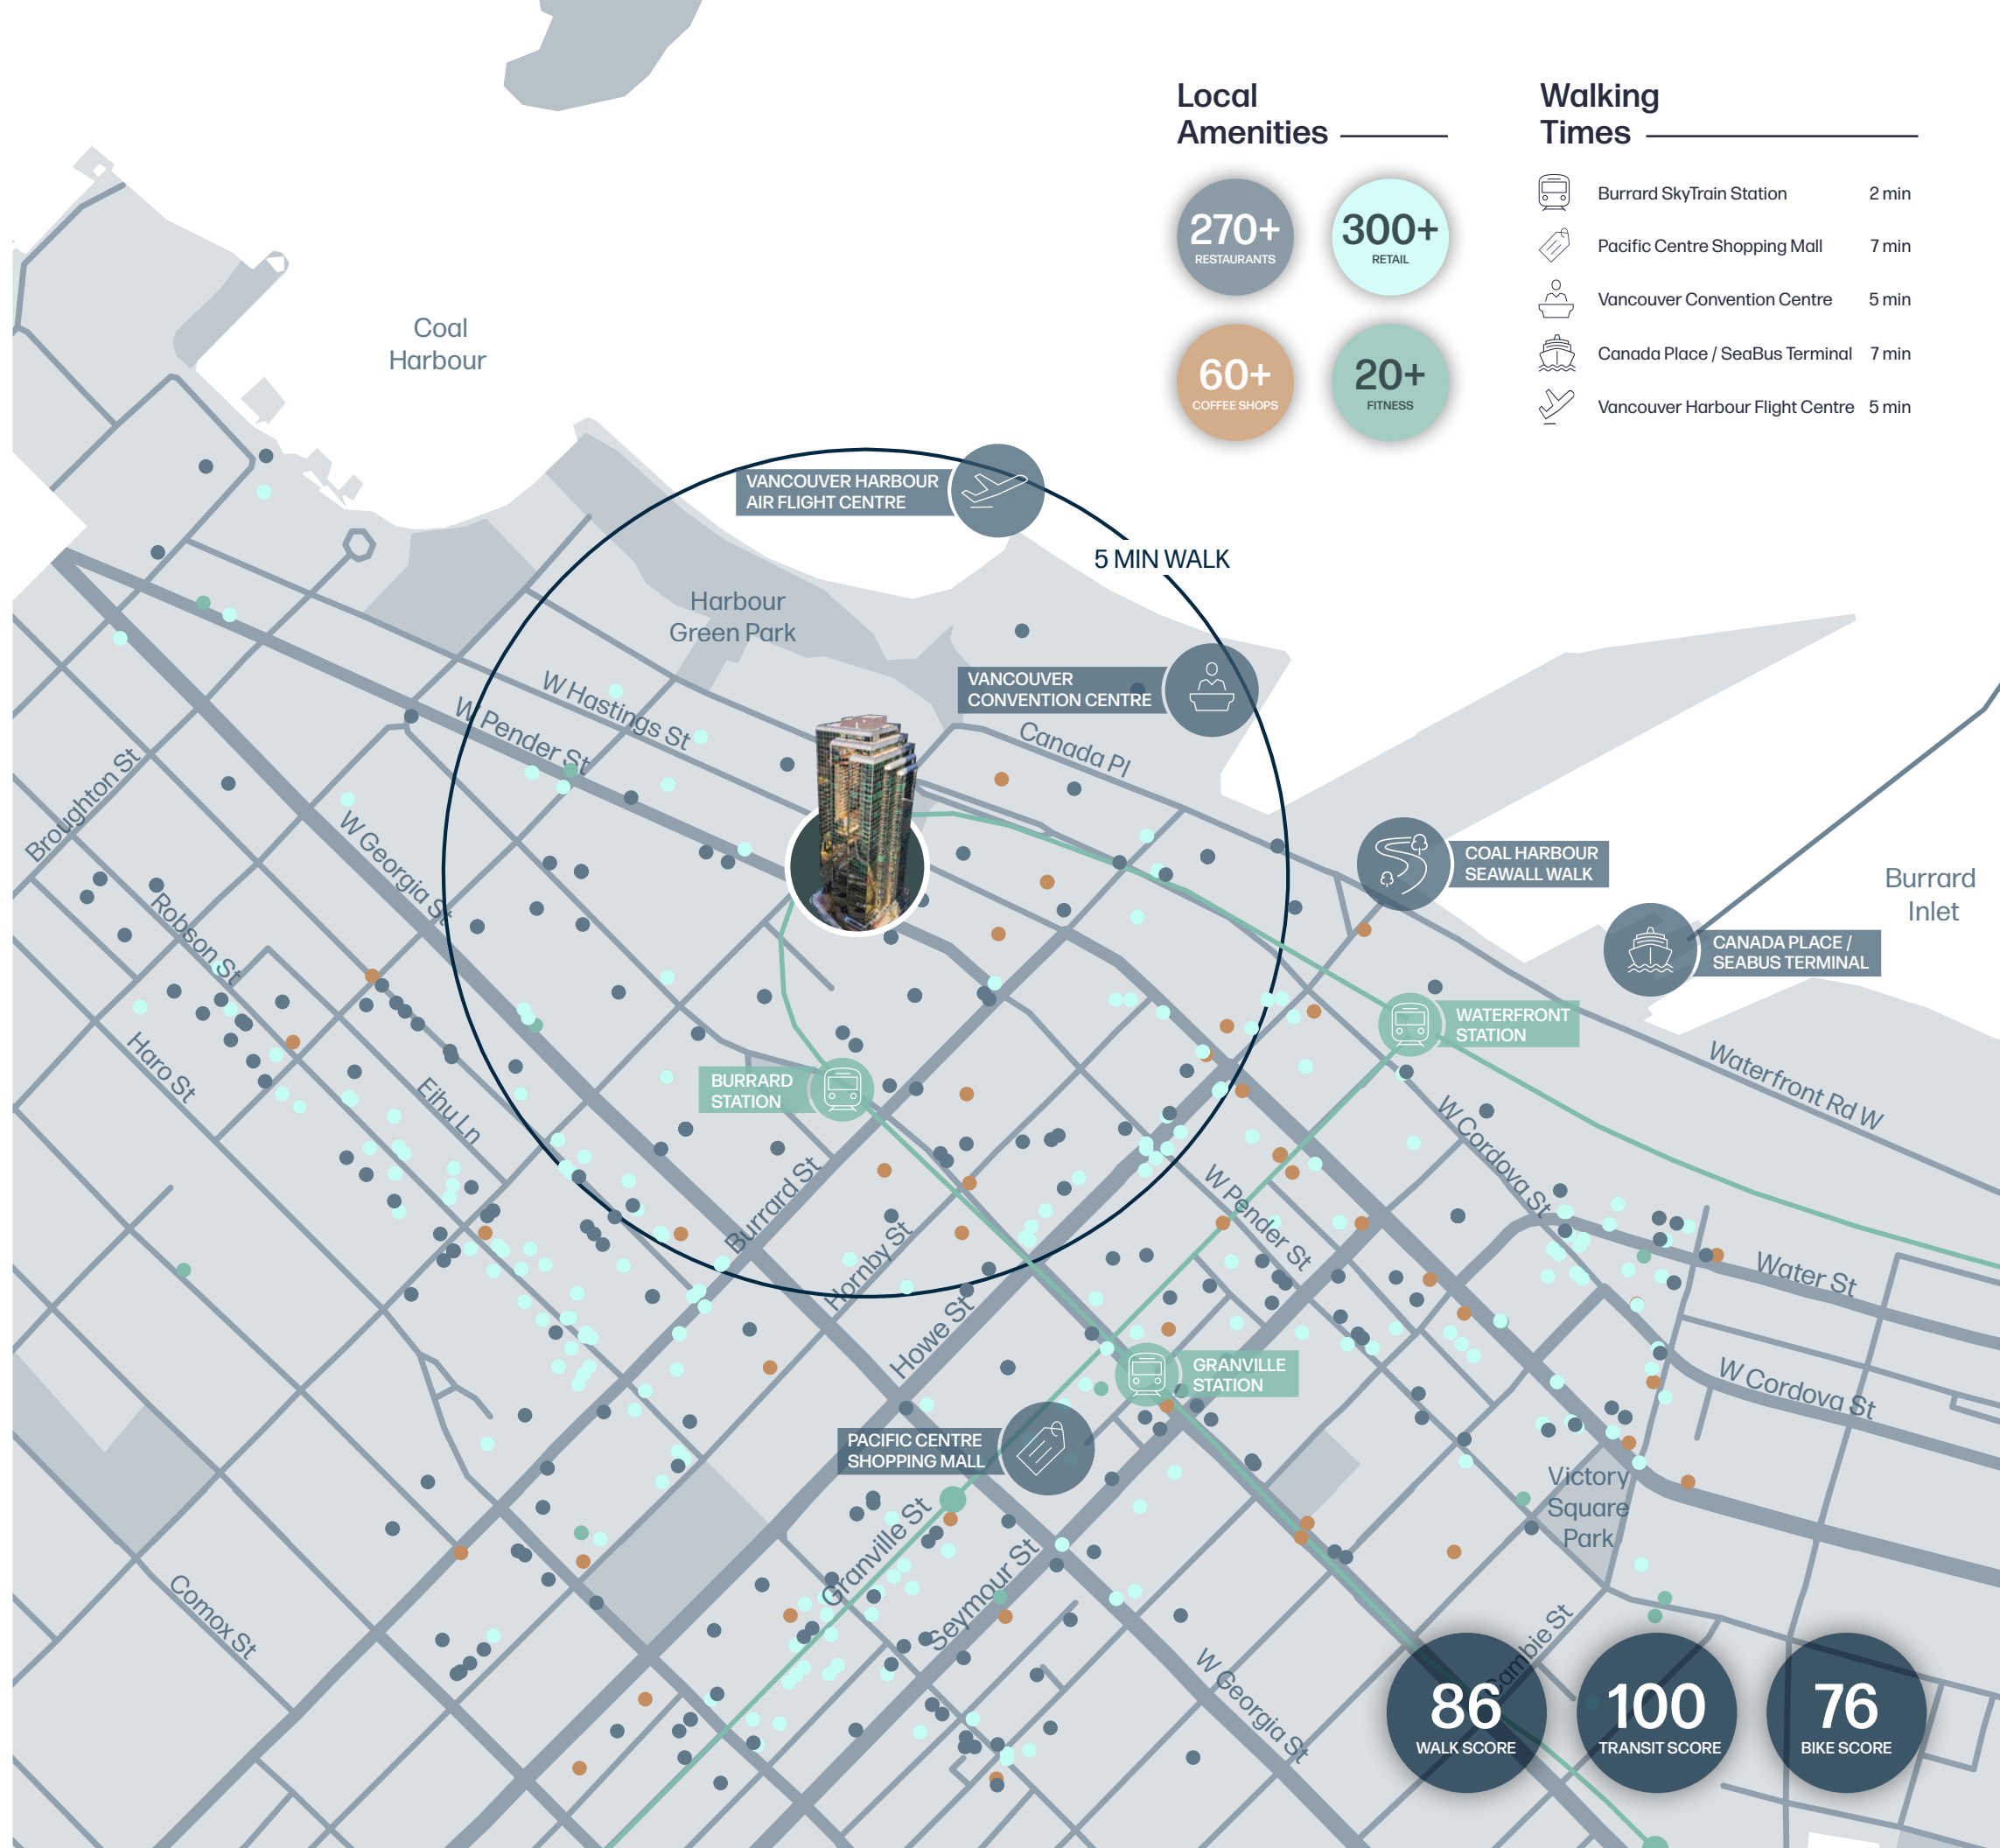 Local
Amenities
270+
RESTAURANTS
300+
RETAIL
60+
COFFEE SHOPS
20+
FITNESS
Walking
Times
Burrard SkyTrain Station 2 min
Pacific Centre Shopping Mall 7 min
Vancouver Convention Centre 5 min
Canada Place / SeaBus Terminal 7 min
Vancouver Harbour Flight Centre 5 min
Coal
Harbour
VANCOUVER HARBOUR
AIR FLIGHT CENTRE
5 MIN WALK
Harbour
Green Park
VANCOUVER
CONVENTION CENTRE
W Hastings St
W Pender St
Canada Pl
Broughton St
W Georgia St
COAL HARBOUR
SEAWALL WALK
Burrard
Inlet
Robson St
CANADA PLACE /
SEABUS TERMINAL
WATERFRONT
STATION
Haro St
Eihu Ln
BURRARD
STATION
Waterfront Rd W
W Cordova St
Burrard St
Hornby St
W Pender St
Water St
Howe St
GRANVILLE
STATION
W Cordova St
PACIFIC CENTRE
SHOPPING MALL
Victory
Square
Park
Granville St
Seymour St
Comox St
W Georgia St
Cambie St
86
WALK SCORE
100
TRANSIT SCORE
76
BIKE SCORE